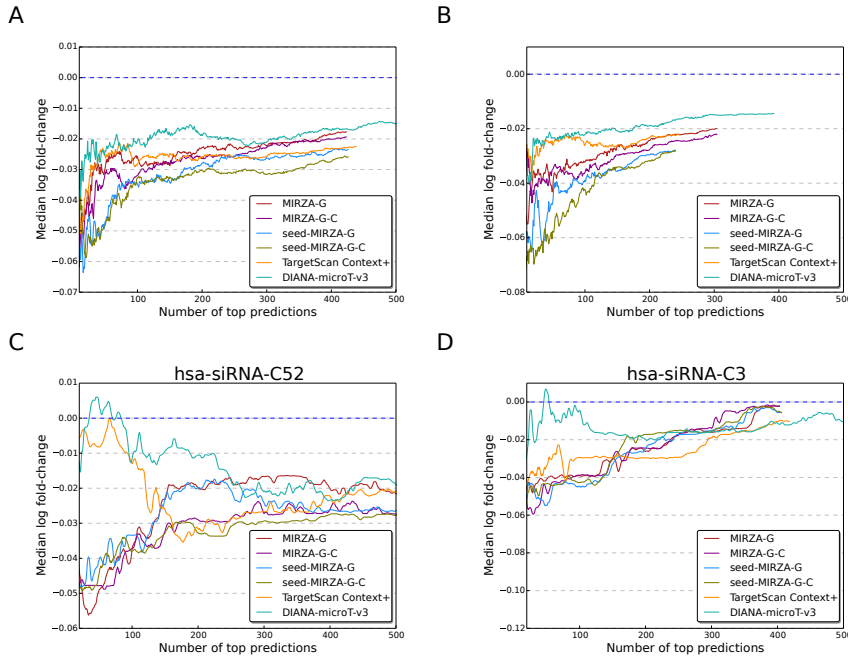 A
0.01
0.00
−0.01
−0.02
−0.03
−0.04
−0.05
−0.06
−0.07
Median log fold-change
100
200
300
400
500
Number of top predictions
MIRZA-G
MIRZA-G-C
seed-MIRZA-G
seed-MIRZA-G-C
TargetScan Context+
DIANA-microT-v3
B
0.00
−0.02
−0.04
−0.06
−0.08
Median log fold-change
100
200
300
400
500
Number of top predictions
MIRZA-G
MIRZA-G-C
seed-MIRZA-G
seed-MIRZA-G-C
TargetScan Context+
DIANA-microT-v3
C
hsa-siRNA-C52
0.01
0.00
−0.01
−0.02
−0.03
−0.04
−0.05
−0.06
Median log fold-change
100
200
300
400
500
Number of top predictions
MIRZA-G
MIRZA-G-C
seed-MIRZA-G
seed-MIRZA-G-C
TargetScan Context+
DIANA-microT-v3
D
hsa-siRNA-C3
0.00
−0.02
−0.04
−0.06
−0.08
−0.10
−0.12
Median log fold-change
100
200
300
400
500
Number of top predictions
MIRZA-G
MIRZA-G-C
seed-MIRZA-G
seed-MIRZA-G-C
TargetScan Context+
DIANA-microT-v3